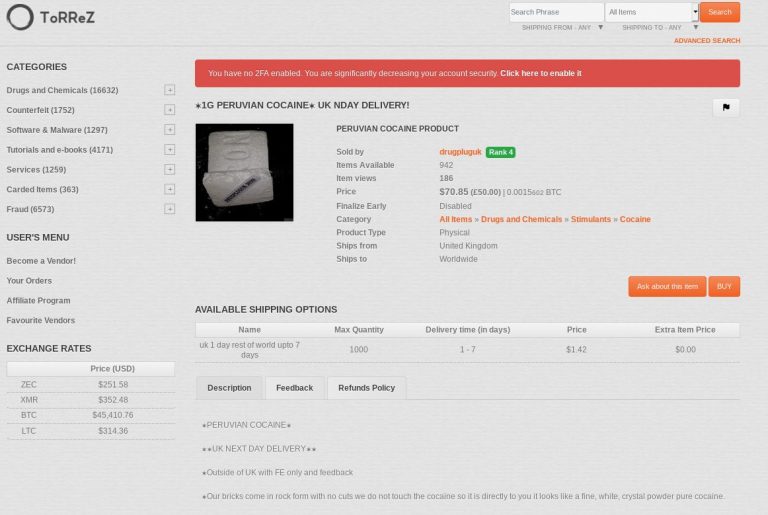 ToRReZ
Search Phrase
All Items
Search
SHIPPING FROM - ANY ▼
SHIPPING TO - ANY ▼
ADVANCED SEARCH
CATEGORIES
Drugs and Chemicals (16632) +
Counterfeit (1752) +
Software & Malware (1297) +
Tutorials and e-books (4171) +
Services (1259) +
Carded Items (363) +
Fraud (6573) +
USER'S MENU
Become a Vendor!
Your Orders
Affiliate Program
Favourite Vendors
EXCHANGE RATES
Price (USD)
ZEC $251.58
XMR $352.48
BTC $45,410.76
LTC $314.36
You have no 2FA enabled. You are significantly decreasing your account security. Click here to enable it
✶1G PERUVIAN COCAINE✶ UK NDAY DELIVERY!
PERUVIAN COCAINE PRODUCT
Sold by drugpluguk Rank 4
Items Available 942
Item views 186
Price $70.85 (£50.00) | 0.0015602 BTC
Finalize Early Disabled
Category All Items » Drugs and Chemicals » Stimulants » Cocaine
Product Type Physical
Ships from United Kingdom
Ships to Worldwide
Ask about this item
BUY
AVAILABLE SHIPPING OPTIONS
Name Max Quantity Delivery time (in days) Price Extra Item Price
uk 1 day rest of world upto 7
days
1000 1 - 7 $1.42 $0.00
Description Feedback Refunds Policy
✶PERUVIAN COCAINE✶
✶✶UK NEXT DAY DELIVERY✶✶
✶Outside of UK with FE only and feedback
✶Our bricks come in rock form with no cuts we do not touch the cocaine so it is directly to you it looks like a fine, white, crystal powder pure cocaine.